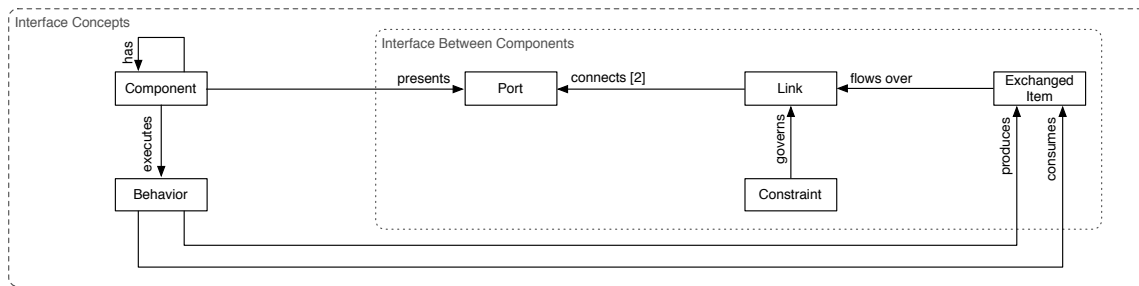 Interface Concepts
Interface Between Components
has
Component
presents
Port
connects [2]
Link
flows over
Exchanged
Item
executes
governs
produces
consumes
Behavior
Constraint